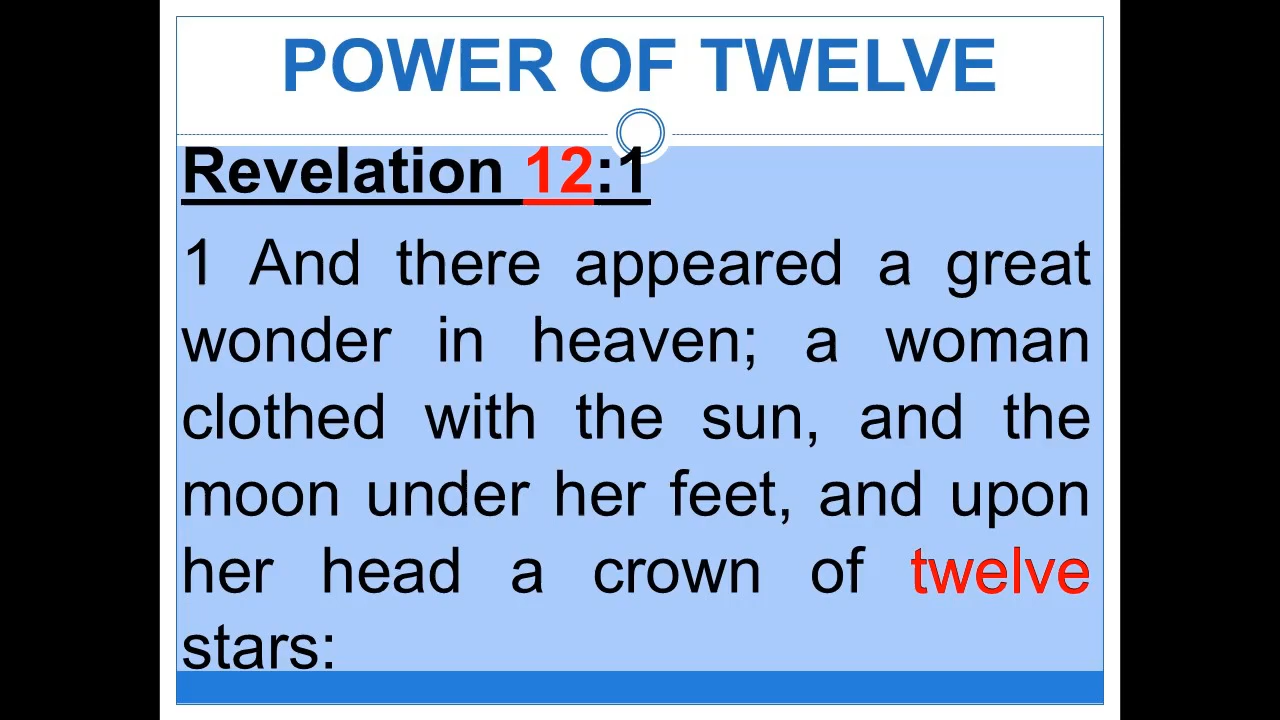 POWER OF TWELVE
Revelation 12:1
1 And there appeared a great
wonder in heaven; a woman
clothed with the sun, and the
moon under her feet, and upon
her head a crown of twelve
stars: